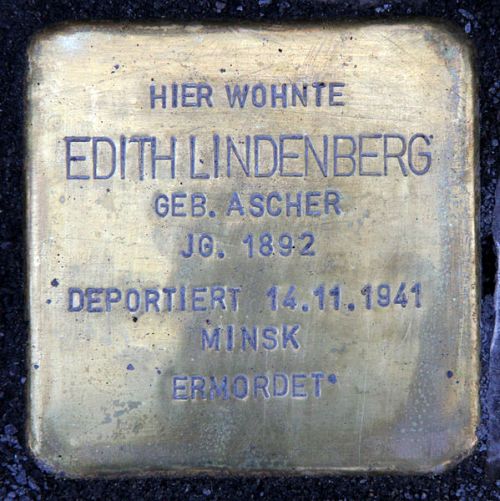 HIER WOHNTE
EDITH LINDENBERG
GEB. ASCHER
JG. 1892
DEPORTIERT 14.11.1941
MINSK
ERMORDET